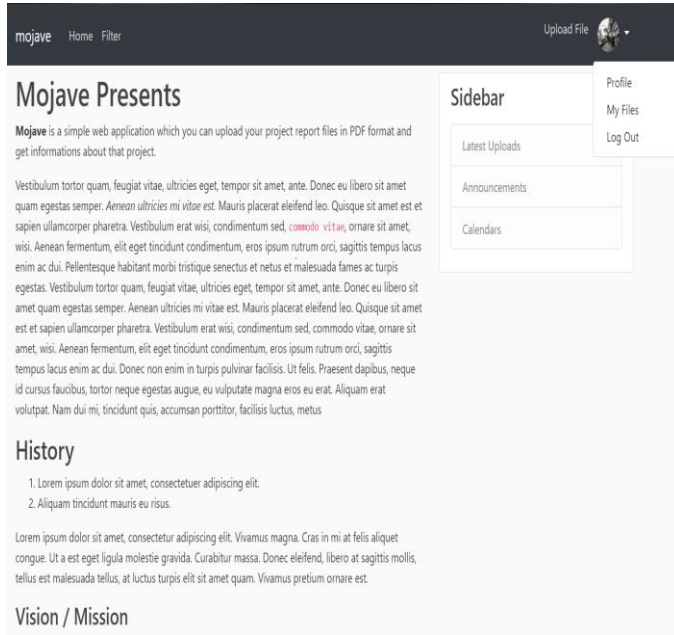 mojave Home Filter Upload File
Profile
My Files
Log Out
Mojave Presents
Mojave is a simple web application which you can upload your project report files in PDF format and
get informations about that project.
Vestibulum tortor quam, feugiat vitae, ultricies eget, tempor sit amet, ante. Donec eu libero sit amet
quam egestas semper. Aenean ultricies mi vitae est. Mauris placerat eleifend leo. Quisque sit amet est et
sapien ullamcorper pharetra. Vestibulum erat wisi, condimentum sed, commodo vitae, ornare sit amet,
wisi. Aenean fermentum, elit eget tincidunt condimentum, eros ipsum rutrum orci, sagittis tempus lacus
enim ac dui. Pellentesque habitant morbi tristique senectus et netus et malesuada fames ac turpis
egestas. Vestibulum tortor quam, feugiat vitae, ultricies eget, tempor sit amet, ante. Donec eu libero sit
amet quam egestas semper. Aenean ultricies mi vitae est. Mauris placerat eleifend leo. Quisque sit amet
est et sapien ullamcorper pharetra. Vestibulum erat wisi, condimentum sed, commodo vitae, ornare sit
amet, wisi. Aenean fermentum, elit eget tincidunt condimentum, eros ipsum rutrum orci, sagittis
tempus lacus enim ac dui. Donec non enim in turpis pulvinar facilisis. Ut felis. Praesent dapibus, neque
id cursus faucibus, tortor neque egestas augue, eu vulputate magna eros eu erat. Aliquam erat
volutpat. Nam dui mi, tincidunt quis, accumsan porttitor, facilisis luctus, metus
History
1. Lorem ipsum dolor sit amet, consectetuer adipiscing elit.
2. Aliquam tincidunt mauris eu risus.
Lorem ipsum dolor sit amet, consectetur adipiscing elit. Vivamus magna. Cras in mi at felis aliquet
congue. Ut a est eget ligula molestie gravida. Curabitur massa. Donec eleifend, libero at sagittis mollis,
tellus est malesuada tellus, at luctus turpis elit sit amet quam. Vivamus pretium ornare est.
Vision / Mission
Sidebar
Latest Uploads
Announcements
Calendars